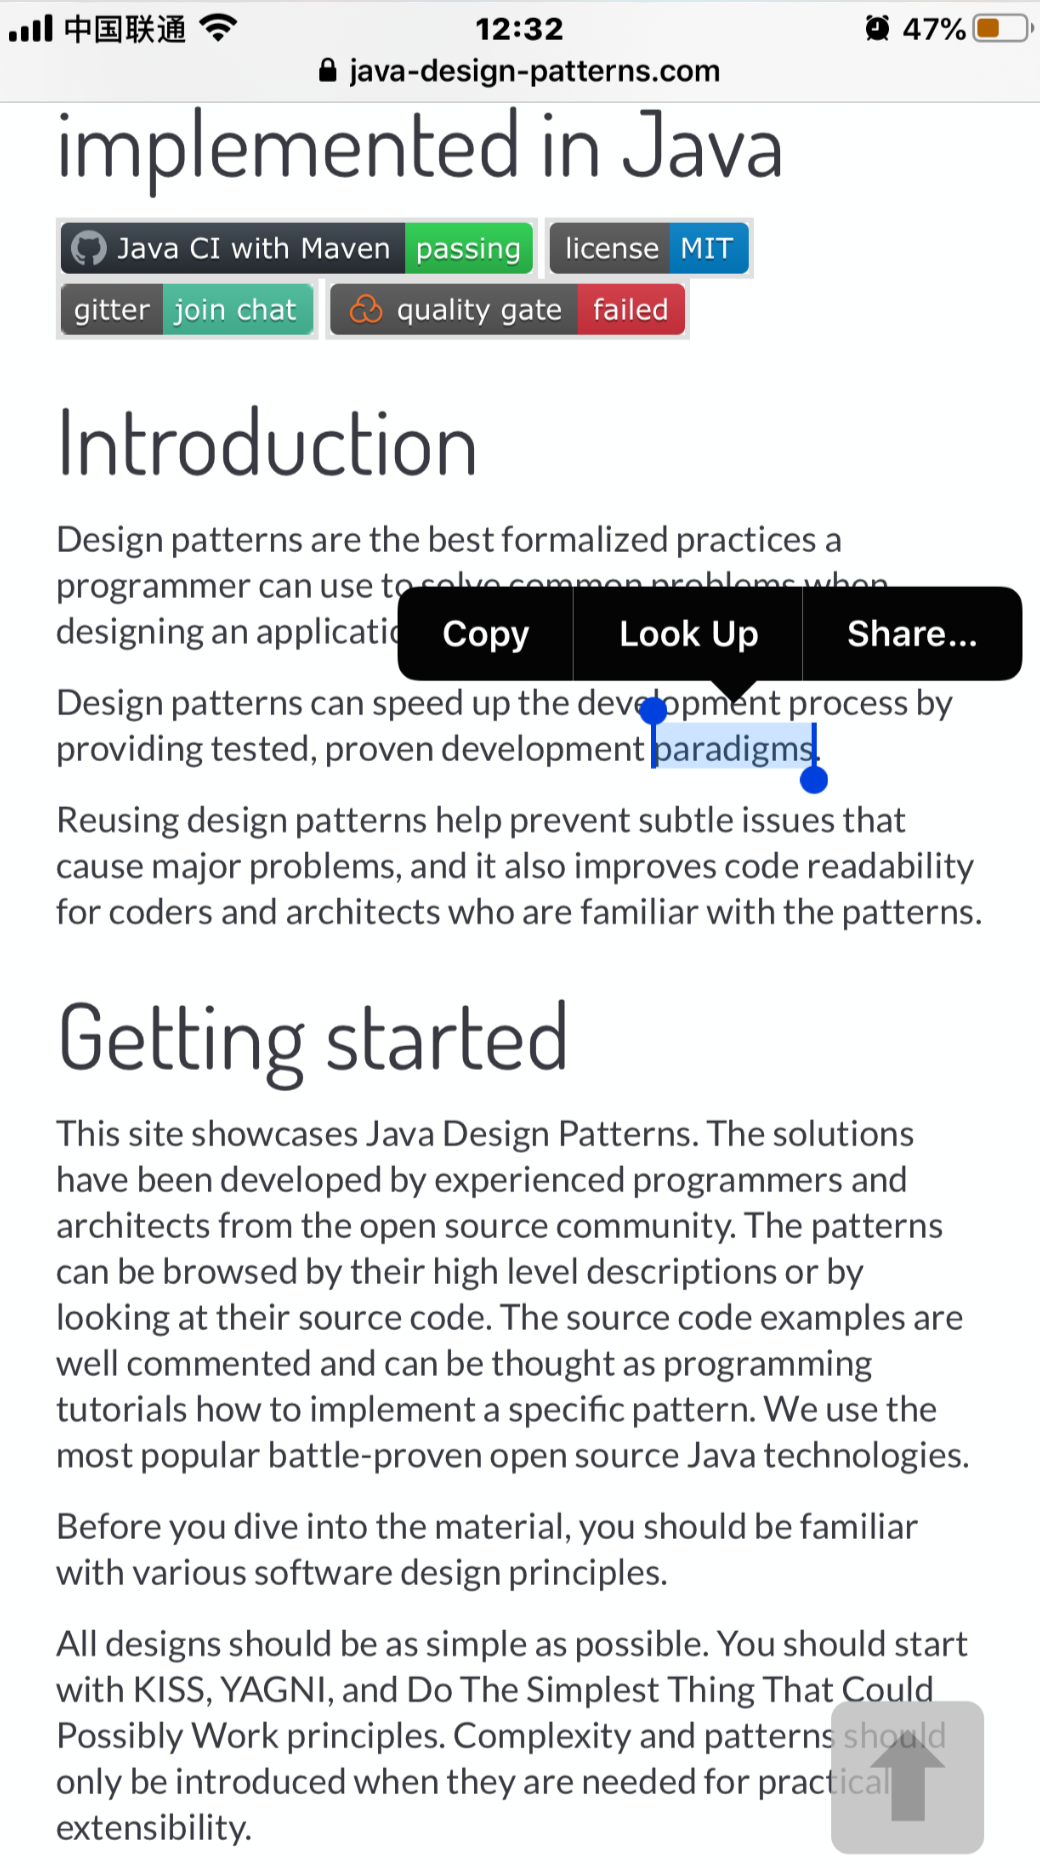 中国联通 12:32 47%
java-design-patterns.com
implemented in Java
Java CI with Maven passing license MIT
gitter join chat quality gate failed
Introduction
Design patterns are the best formalized practices a
programmer can use to solve common problems when
designing an
Copy Look Up Share...
Design patterns can speed up the development process by
providing tested, proven development paradigms.
Reusing design patterns help prevent subtle issues that
cause major problems, and it also improves code readability
for coders and architects who are familiar with the patterns.
Getting started
This site showcases Java Design Patterns. The solutions
have been developed by experienced programmers and
architects from the open source community. The patterns
can be browsed by their high level descriptions or by
looking at their source code. The source code examples are
well commented and can be thought as programming
tutorials how to implement a specific pattern. We use the
most popular battle-proven open source Java technologies.
Before you dive into the material, you should be familiar
with various software design principles.
All designs should be as simple as possible. You should start
with KISS, YAGNI, and Do The Simplest Thing That Could
Possibly Work principles. Complexity and patterns should
only be introduced when they are needed for practical
extensibility.